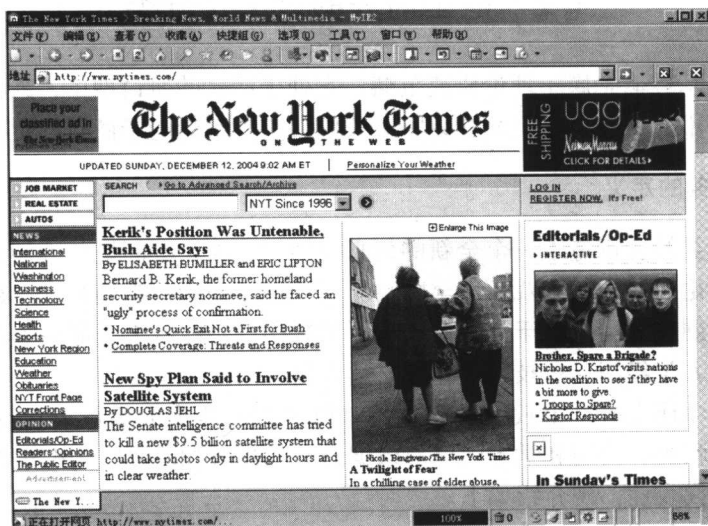 The New York Times > Breaking News, World News & Multimedia - MyIE2
文件(F) 编辑(E) 查看(V) 收藏(A) 快捷组(G) 选项(O) 工具(T) 窗口(W) 帮助(H)
地址 http://www.nytimes.com/
Place your
classified ad in
The New York Times
The New York Times
ON THE WEB
FREE SHIPPING
ugg
Neiman Marcus
CLICK FOR DETAILS
UPDATED SUNDAY, DECEMBER 12, 2004 9:02 AM ET
Personalize Your Weather
JOB MARKET
REAL ESTATE
AUTOS
SEARCH
Go to Advanced Search/Archive
NYT Since 1996
LOG IN
REGISTER NOW. It's Free!
NEWS
International
National
Washington
Business
Technology
Science
Health
Sports
New York Region
Education
Weather
Obituaries
NYT Front Page
Corrections
OPINION
Editorials/Op-Ed
Readers' Opinions
The Public Editor
Advertisement
Kerik's Position Was Untenable,
Bush Aide Says
By ELISABETH BUMILLER and ERIC LIPTON
Bernard B. Kerik, the former homeland
security secretary nominee, said he faced an
"ugly" process of confirmation.
• Nominee's Quick Exit Not a First for Bush
• Complete Coverage: Threats and Responses
New Spy Plan Said to Involve
Satellite System
By DOUGLAS JEHL
The Senate intelligence committee has tried
to kill a new $9.5 billion satellite system that
could take photos only in daylight hours and
in clear weather.
Enlarge This Image
Nicole Bengiveno/The New York Times
A Twilight of Fear
In a chilling case of elder abuse,
Editorials/Op-Ed
INTERACTIVE
Brother, Spare a Brigade?
Nicholas D. Kristof visits nations
in the coalition to see if they have
a bit more to give.
• Troops to Spare?
• Kristof Responds
In Sunday's Times
The New Y...
正在打开网页 http://www.nytimes.com/...
100%
0